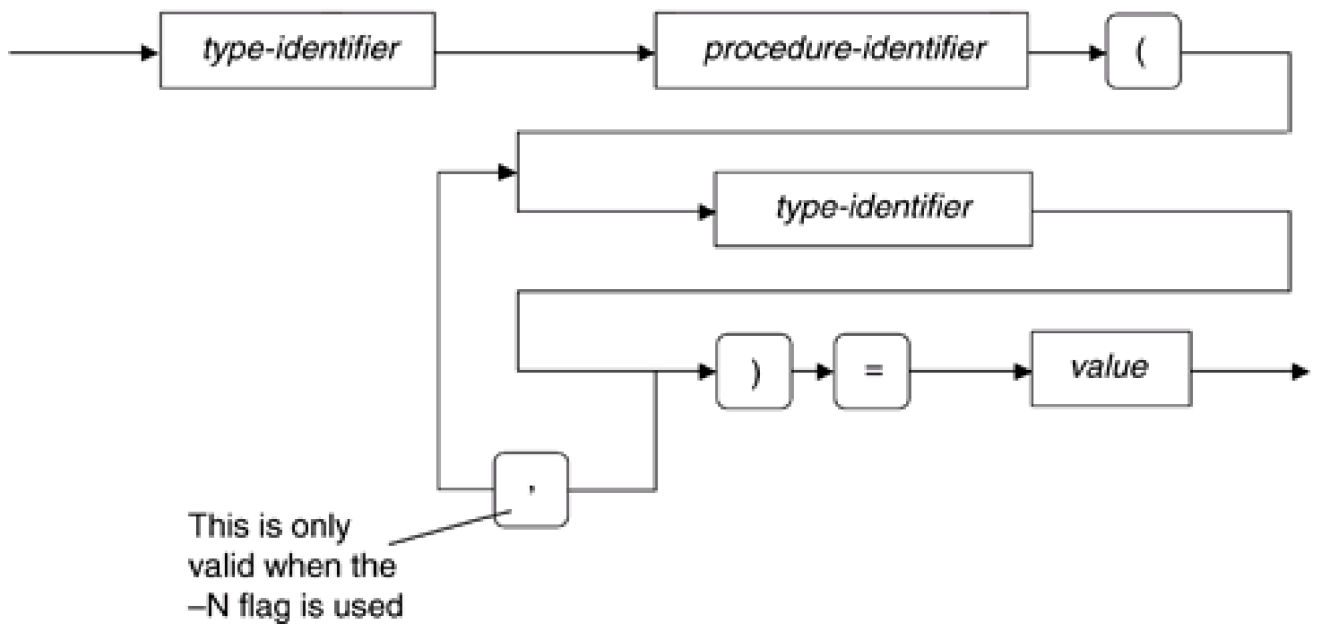 type-identifier procedure-identifier (
type-identifier
) = value
,
This is only
valid when the
–N flag is used